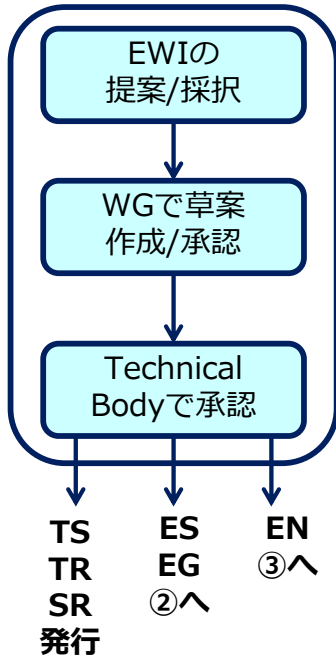 EWIの
提案/採択
WGで草案
作成/承認
Technical
Bodyで承認
TS
TR
SR
発行
ES
EG
②へ
EN
③へ